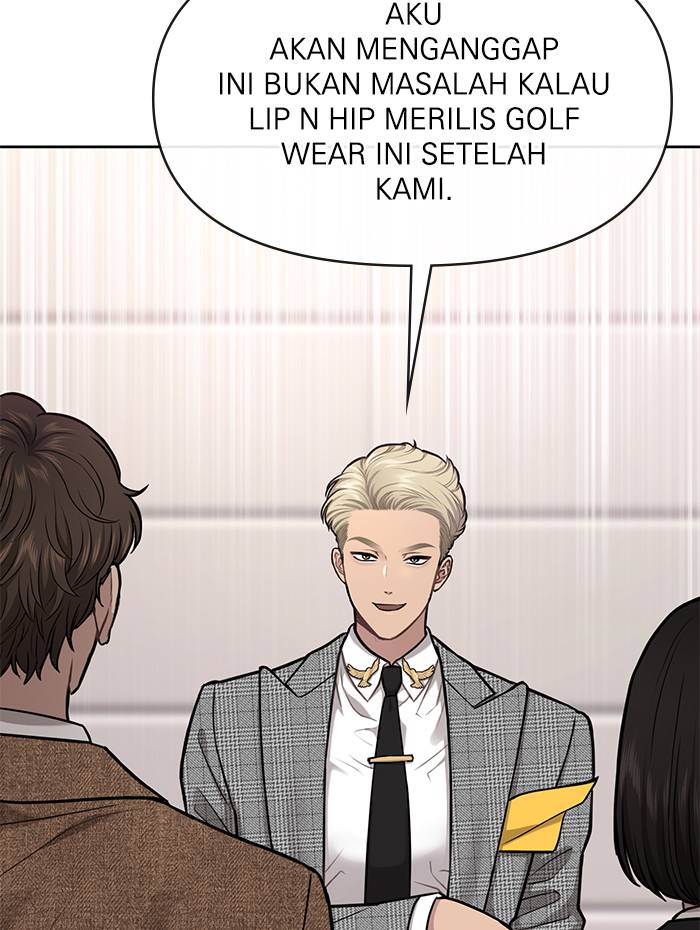 AKU
AKAN MENGANGGAP
INI BUKAN MASALAH KALAU
LIP N HIP MERILIS GOLF
WEAR INI SETELAH
KAMI.